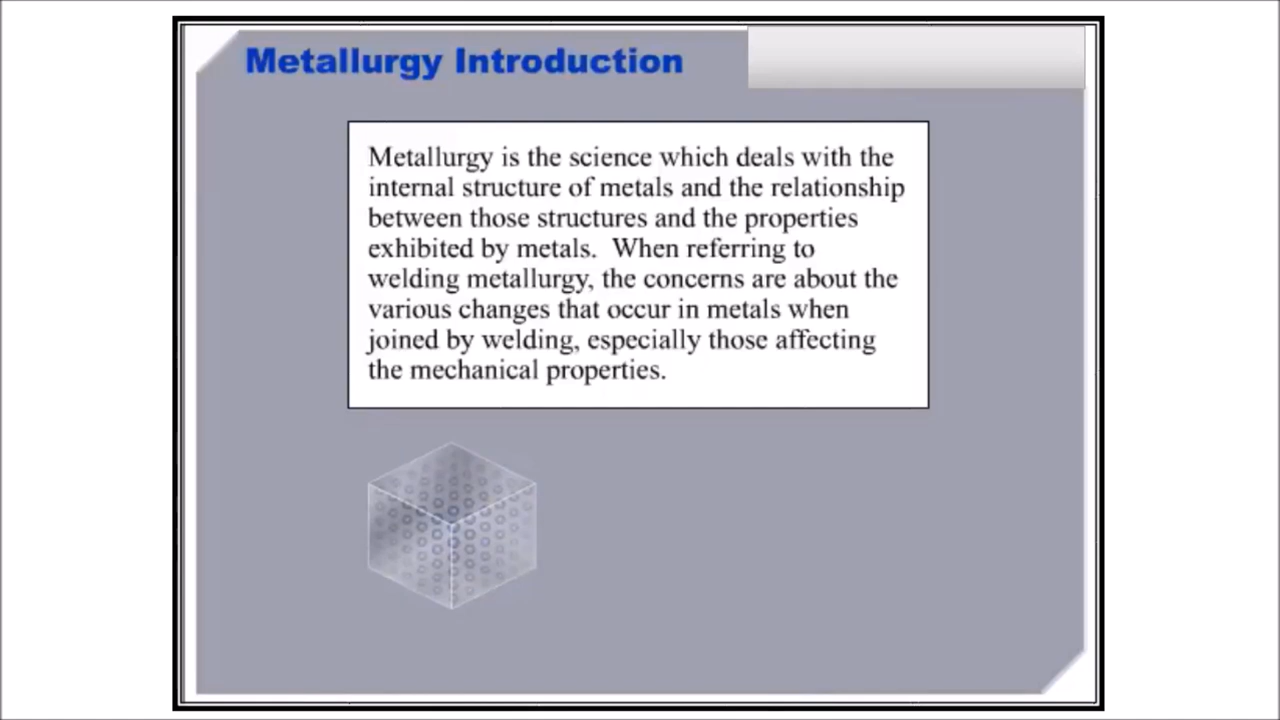 Metallurgy Introduction
Metallurgy is the science which deals with the
internal structure of metals and the relationship
between those structures and the properties
exhibited by metals.  When referring to
welding metallurgy, the concerns are about the
various changes that occur in metals when
joined by welding, especially those affecting
the mechanical properties.